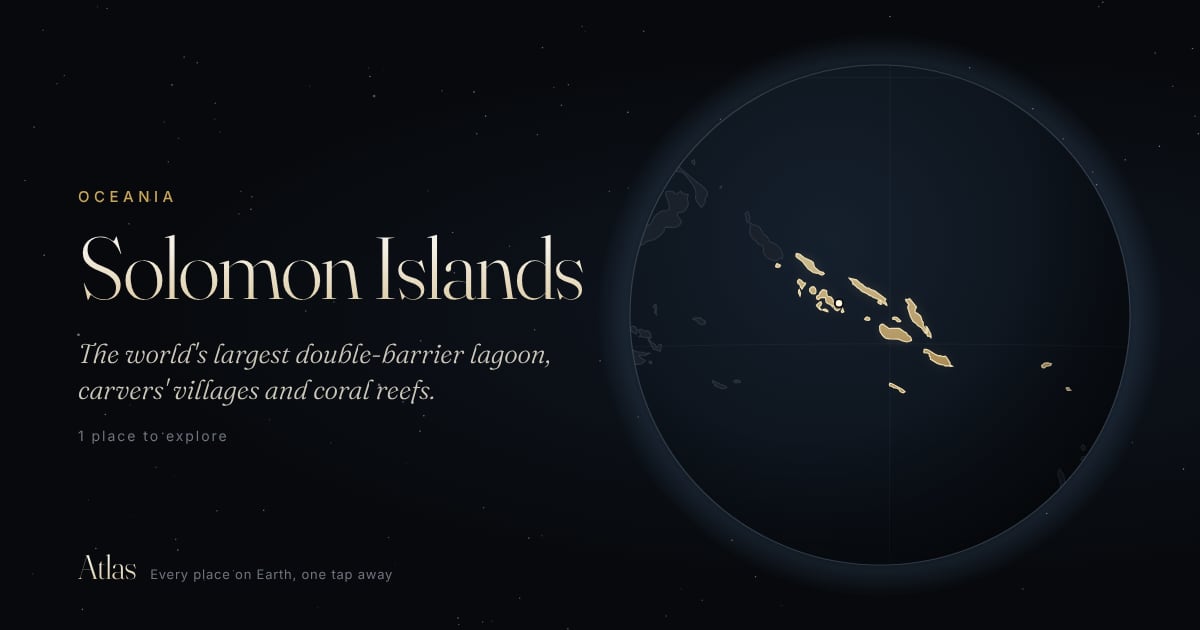 OCEANIA
Solomon Islands
The world's largest double-barrier lagoon,
carvers' villages and coral reefs.
1 place to explore
Atlas Every place on Earth, one tap away